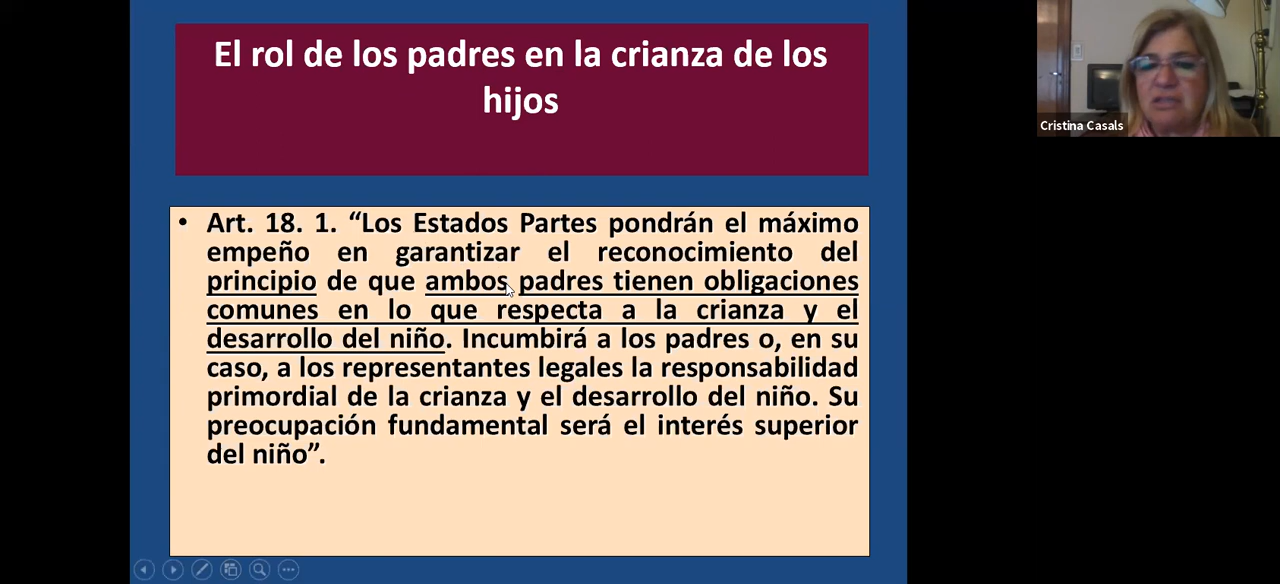 El rol de los padres en la crianza de los
hijos
• Art. 18. 1. “Los Estados Partes pondrán el máximo
empeño en garantizar el reconocimiento del
principio de que ambos padres tienen obligaciones
comunes en lo que respecta a la crianza y el
desarrollo del niño. Incumbirá a los padres o, en su
caso, a los representantes legales la responsabilidad
primordial de la crianza y el desarrollo del niño. Su
preocupación fundamental será el interés superior
del niño”.
Cristina Casals